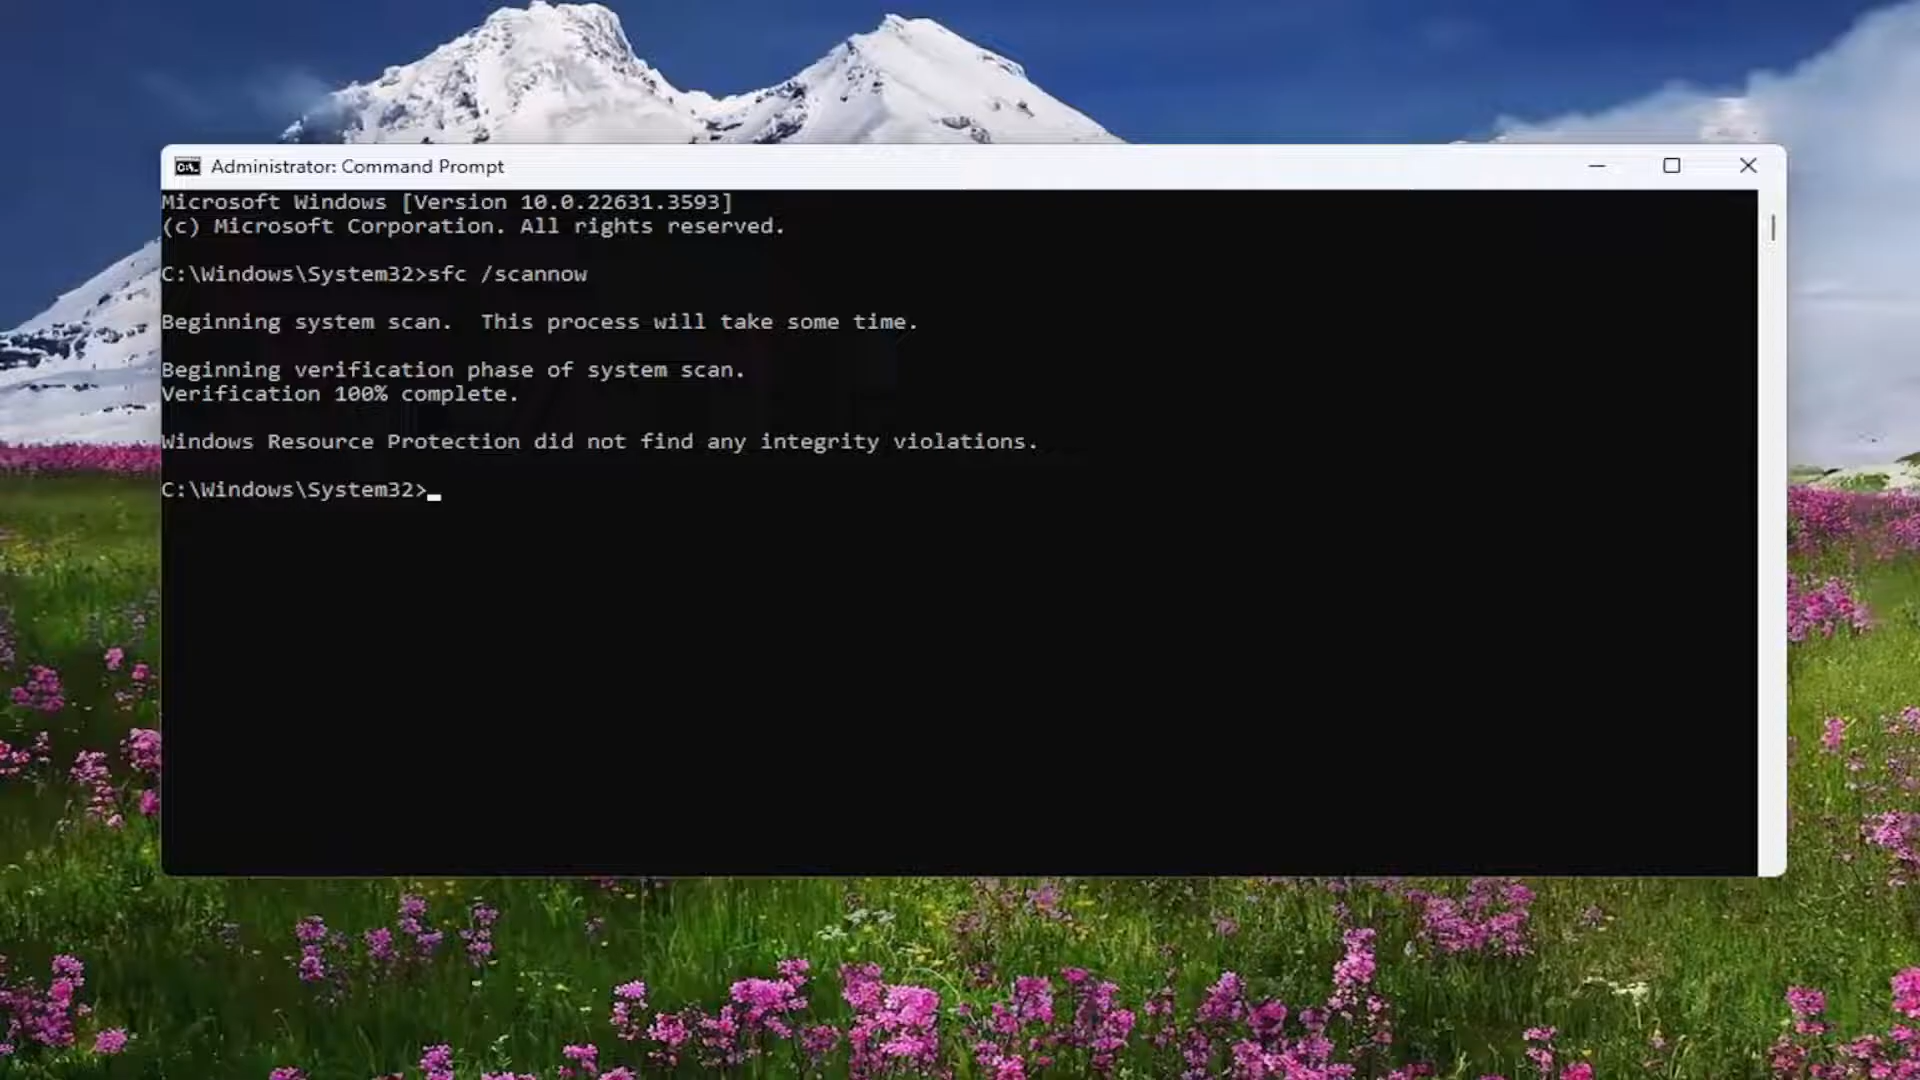 Administrator: Command Prompt
Microsoft Windows [Version 10.0.22631.3593]
(c) Microsoft Corporation. All rights reserved.
C:\Windows\System32>sfc /scannow
Beginning system scan.  This process will take some time.
Beginning verification phase of system scan.
Verification 100% complete.
Windows Resource Protection did not find any integrity violations.
C:\Windows\System32>